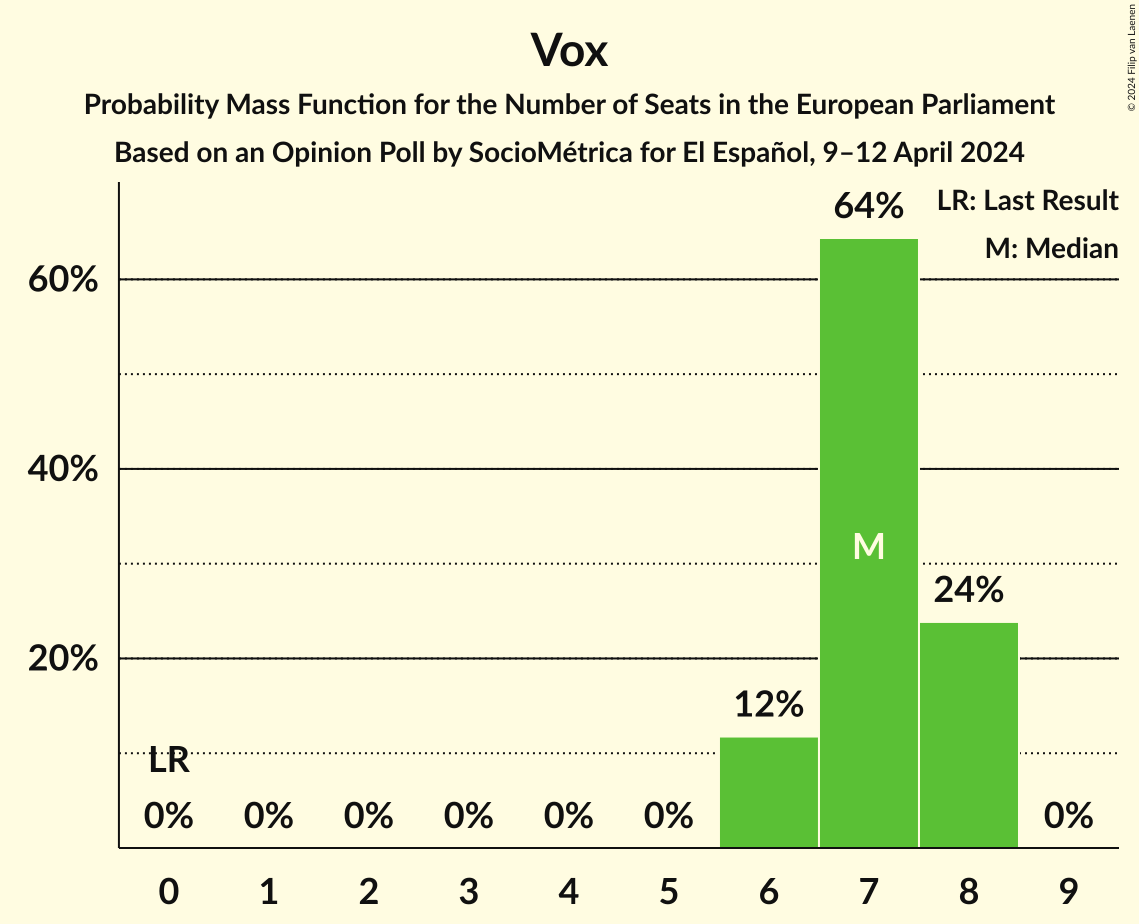 Vox
Probability Mass Function for the Number of Seats in the European Parliament
Based on an Opinion Poll by SocioMétrica for El Español, 9–12 April 2024
© 2024 Filip van Laenen
LR: Last Result
M: Median
60%
40%
20%
LR
0%
0%
0%
0%
0%
0%
12%
64%
M
24%
0%
0
1
2
3
4
5
6
7
8
9